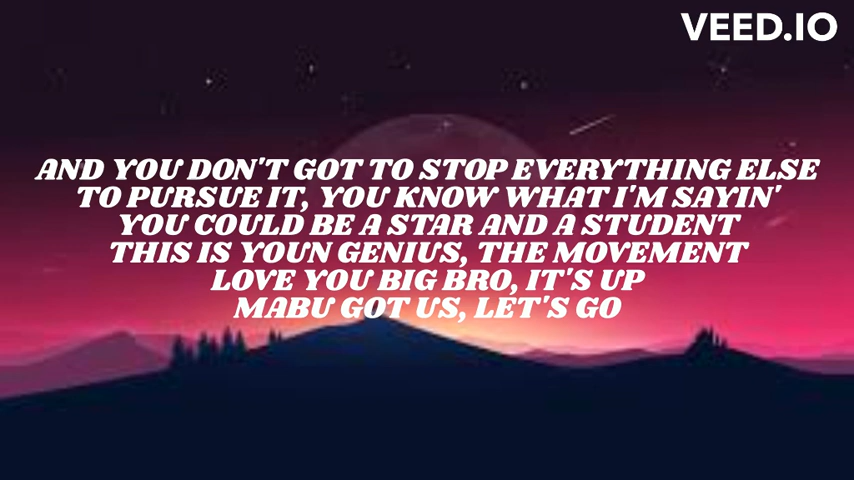 VEED.IO
AND YOU DON'T GOT TO STOP EVERYTHING ELSE
TO PURSUE IT, YOU KNOW WHAT I'M SAYIN'
YOU COULD BE A STAR AND A STUDENT
THIS IS YOUN GENIUS, THE MOVEMENT
LOVE YOU BIG BRO, IT'S UP
MABU GOT US, LET'S GO